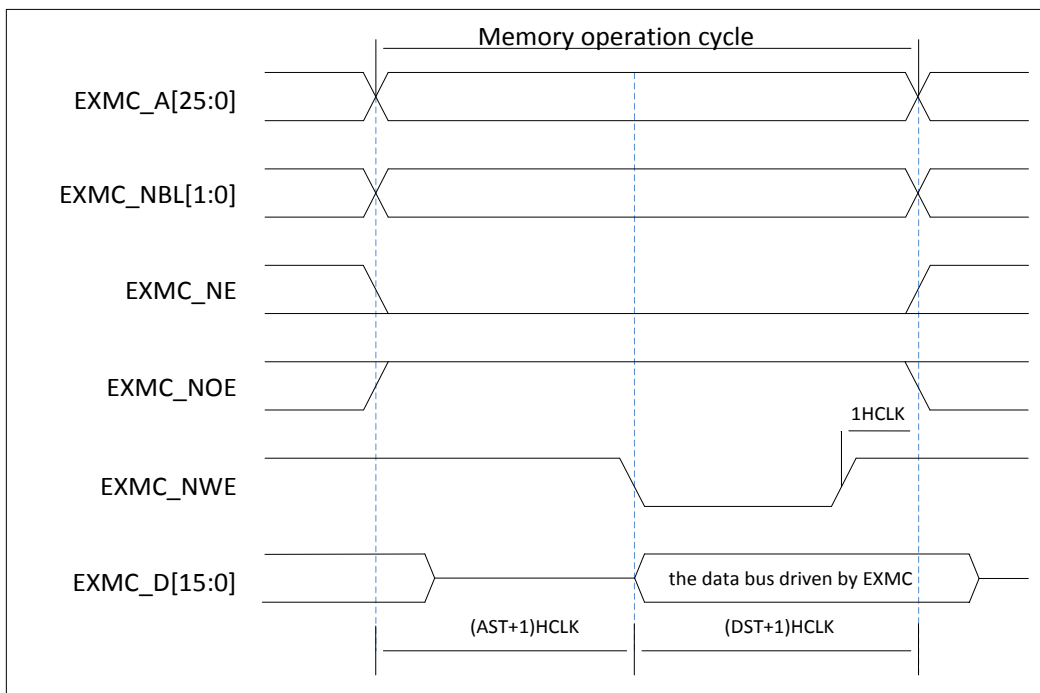 Memory operation cycle
EXMC_A[25:0]
EXMC_NBL[1:0]
EXMC_NE
EXMC_NOE
1HCLK
EXMC_NWE
EXMC_D[15:0]
the data bus driven by EXMC
(AST+1)HCLK
(DST+1)HCLK